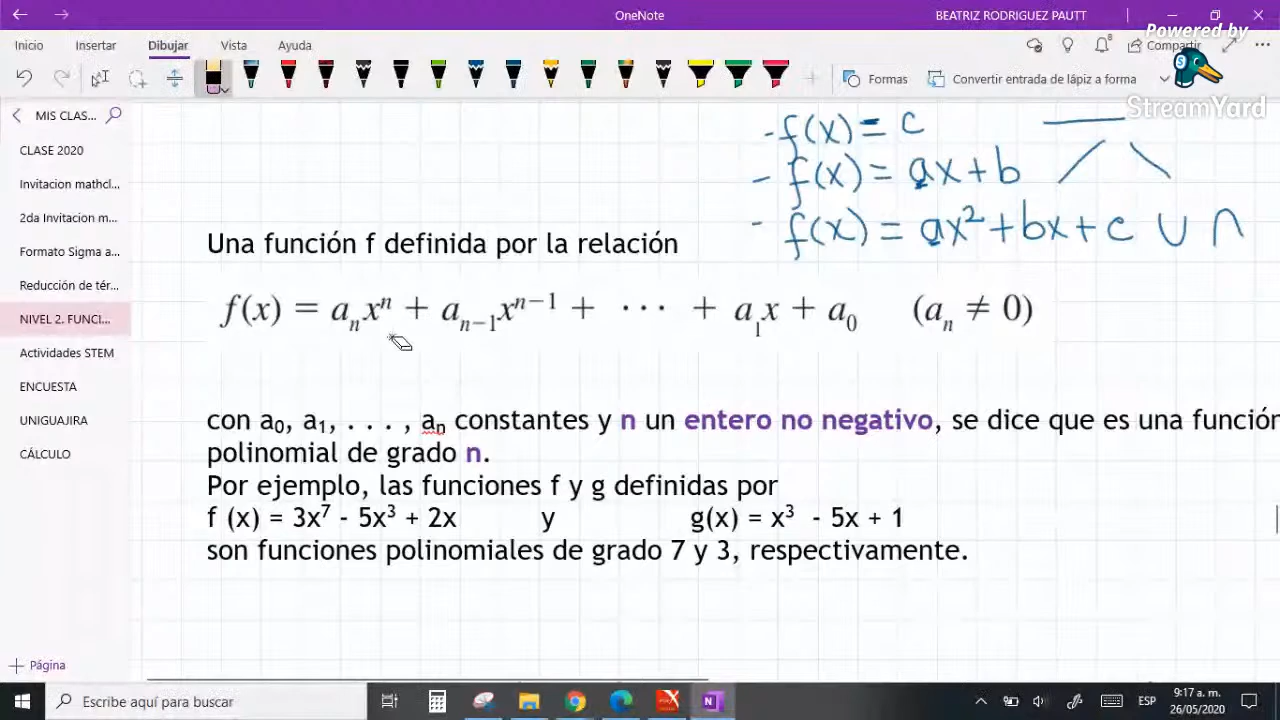 OneNote
BEATRIZ RODRIGUEZ PAUTT
Powered by
Inicio Insertar Dibujar Vista Ayuda
8 Compartir
Formas Convertir entrada de lápiz a forma
StreamYard
MIS CLAS...
CLASE 2020
Invitacion mathcl...
2da Invitacion m...
Formato Sigma a...
Reducción de tér...
NIVEL 2. FUNCI...
Actividades STEM
ENCUESTA
UNIGUAJIRA
CÁLCULO
Página
- f(x) = c
- f(x) = ax + b
- f(x) = ax² + bx + c ∪ ∩
Una función f definida por la relación
f(x) = aₙxⁿ + aₙ₋₁xⁿ⁻¹ + ··· + a₁x + a₀ (aₙ ≠ 0)
con a₀, a₁, . . . , aₙ constantes y n un entero no negativo, se dice que es una función
polinomial de grado n.
Por ejemplo, las funciones f y g definidas por
f (x) = 3x⁷ - 5x³ + 2x y g(x) = x³ - 5x + 1
son funciones polinomiales de grado 7 y 3, respectivamente.
Escribe aquí para buscar
ESP
9:17 a. m.
26/05/2020